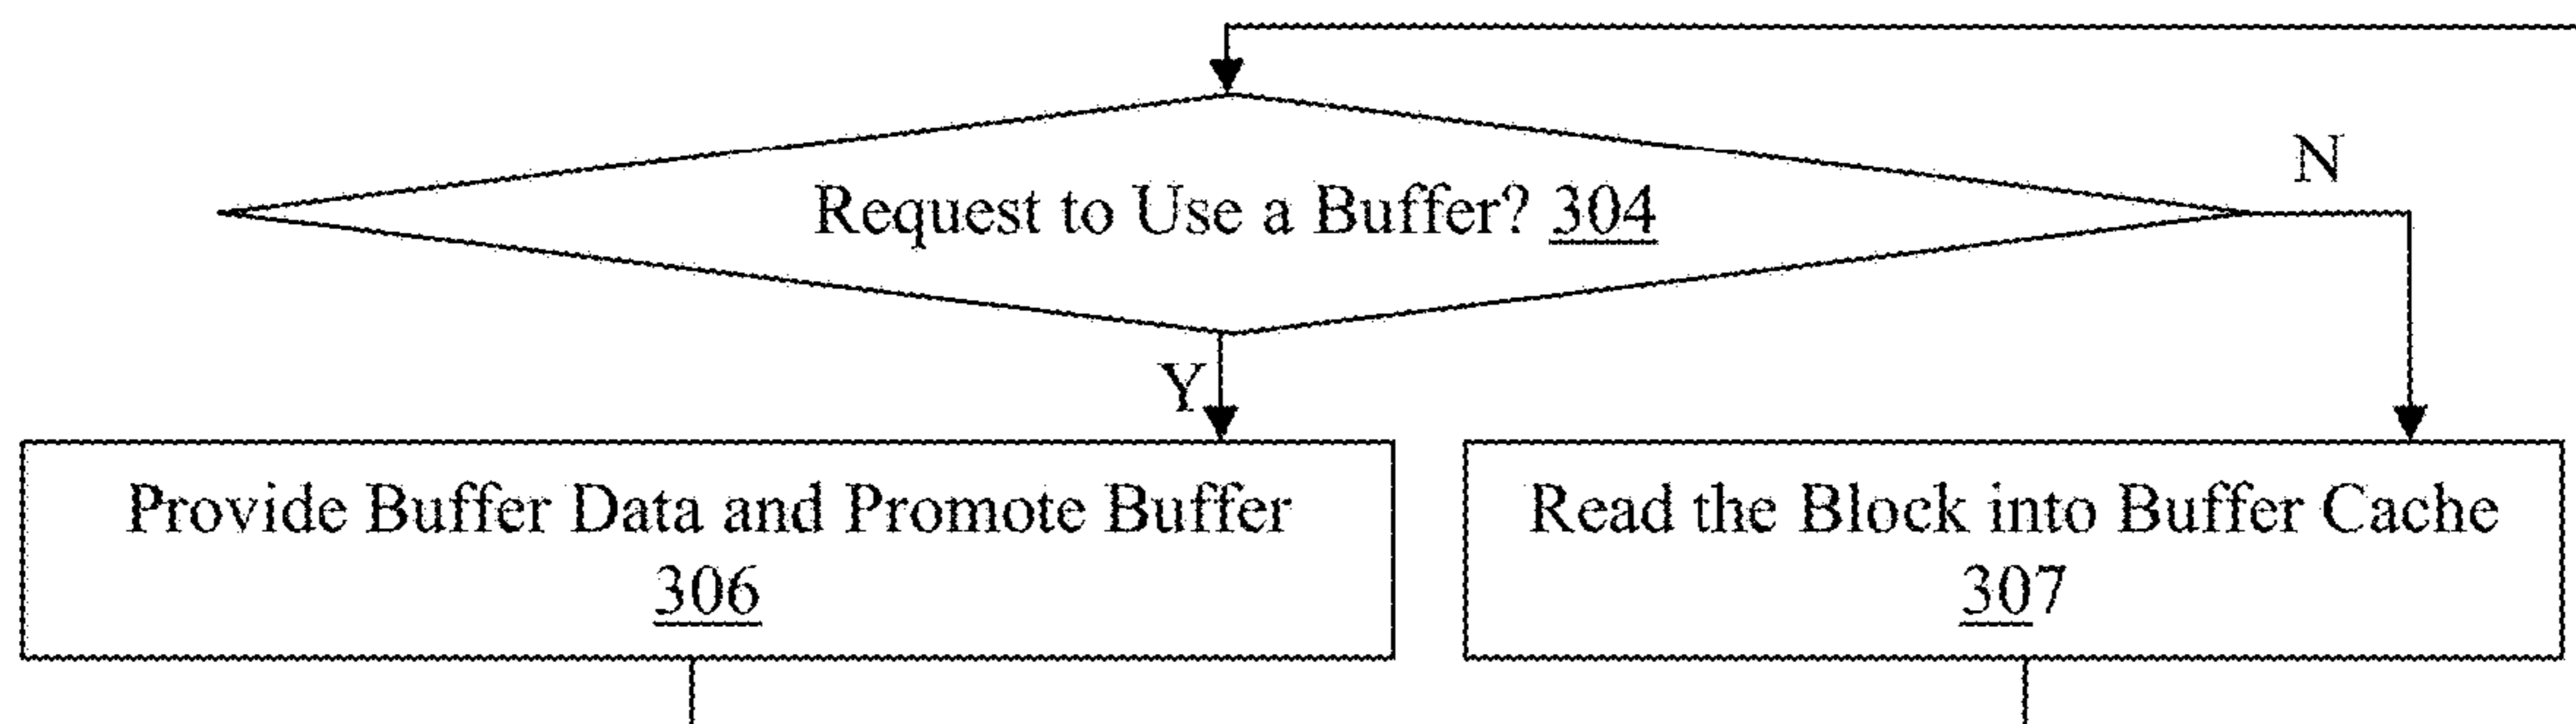 N
Request to Use a Buffer? 304
Y
Provide Buffer Data and Promote Buffer
306
Read the Block into Buffer Cache
307